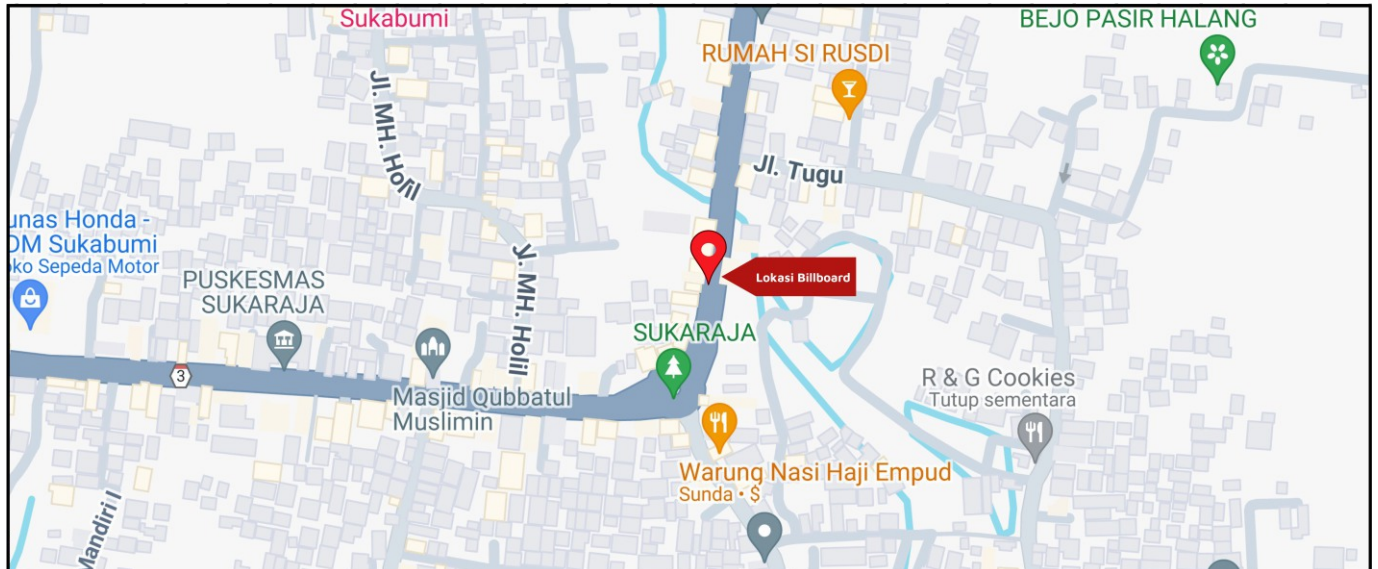 Sukabumi
BEJO PASIR HALANG
RUMAH SI RUSDI
Jl. MH. Holil
Jl. Tugu
unas Honda -
DM Sukabumi
oko Sepeda Motor
PUSKESMAS
SUKARAJA
Jl. MH. Holil
Lokasi Billboard
SUKARAJA
3
Masjid Qubbatul
Muslimin
R & G Cookies
Tutup sementara
Warung Nasi Haji Empud
Sunda • $
Mandiri I